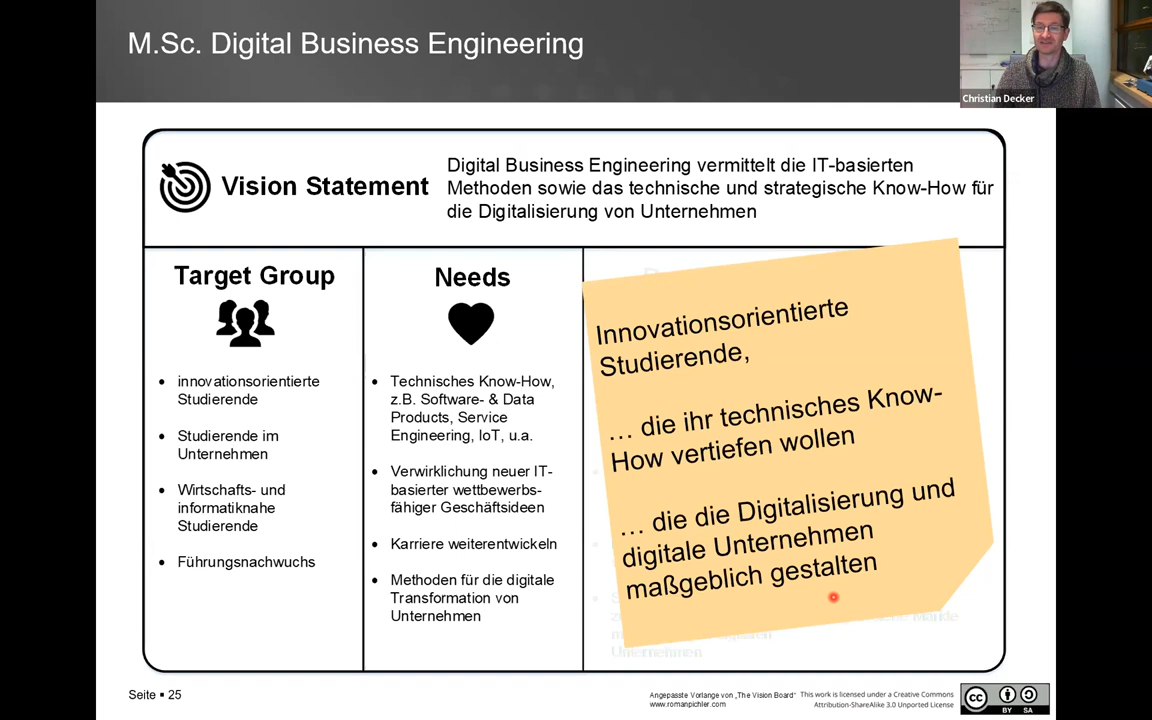 M.Sc. Digital Business Engineering
Christian Decker
Vision Statement
Digital Business Engineering vermittelt die IT-basierten
Methoden sowie das technische und strategische Know-How für
die Digitalisierung von Unternehmen
Target Group
• innovationsorientierte
Studierende
• Studierende im
Unternehmen
• Wirtschafts- und
informatiknahe
Studierende
• Führungsnachwuchs
Needs
• Technisches Know-How,
z.B. Software- & Data
Products, Service
Engineering, IoT, u.a.
• Verwirklichung neuer IT-
basierter wettbewerbs-
fähiger Geschäftsideen
• Karriere weiterentwickeln
• Methoden für die digitale
Transformation von
Unternehmen
Innovationsorientierte
Studierende,
… die ihr technisches Know-
How vertiefen wollen
… die die Digitalisierung und
digitale Unternehmen
maßgeblich gestalten
Märkte
Unternehmen
Seite ▪ 25
Angepasste Vorlage von „The Vision Board“
www.romanpichler.com
This work is licensed under a Creative Commons
Attribution-ShareAlike 3.0 Unported License
CC BY SA